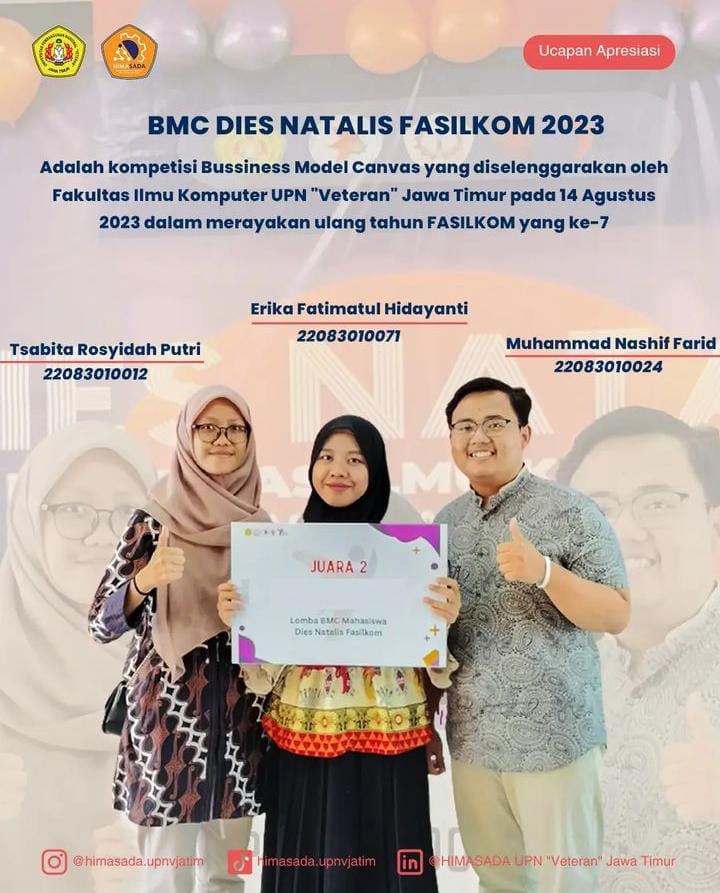 Ucapan Apresiasi
HIMASADA
BMC DIES NATALIS FASILKOM 2023
Adalah kompetisi Bussiness Model Canvas yang diselenggarakan oleh
Fakultas Ilmu Komputer UPN "Veteran" Jawa Timur pada 14 Agustus
2023 dalam merayakan ulang tahun FASILKOM yang ke-7
Erika Fatimatul Hidayanti
22083010071
Tsabita Rosyidah Putri
22083010012
Muhammad Nashif Farid
22083010024
JUARA 2
Lomba BMC Mahasiswa
Dies Natalis Fasilkom
@himasada.upnvjatim
himasada.upnvjatim
@HIMASADA UPN "Veteran" Jawa Timur